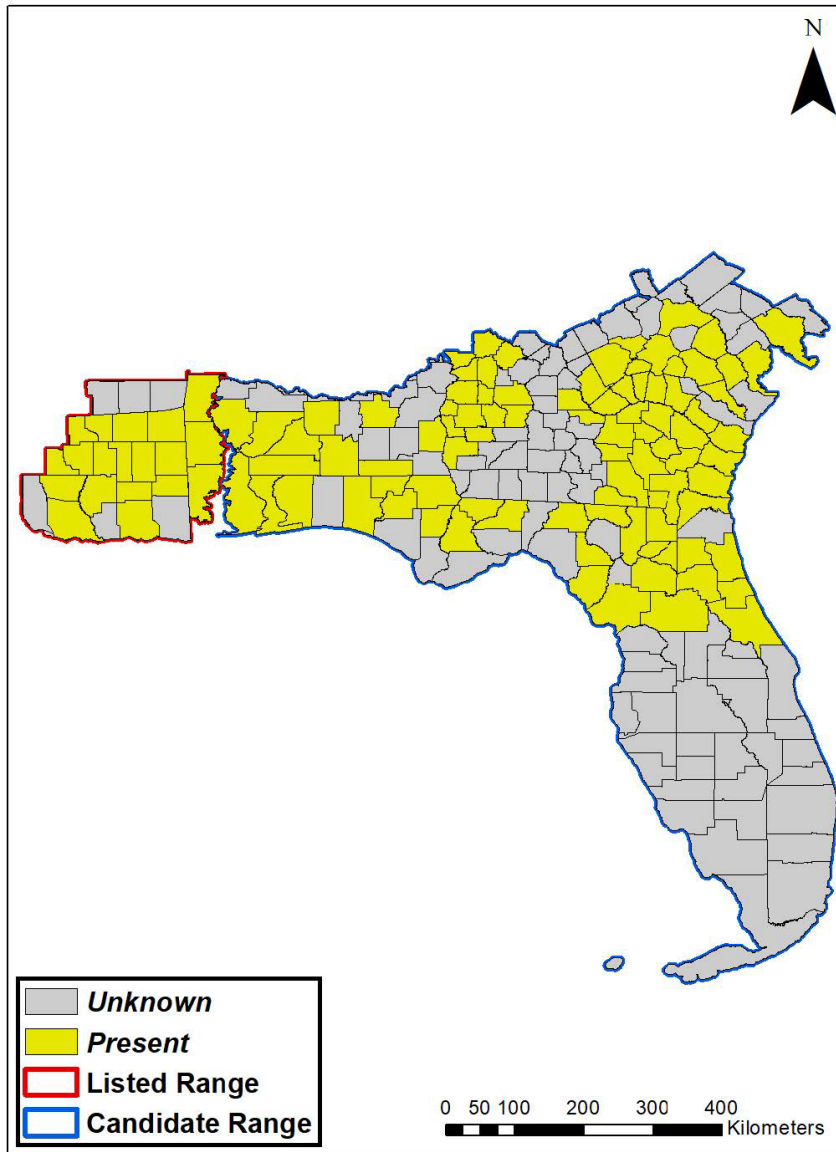 N
Unknown
Present
Listed Range
Candidate Range
0 50 100 200 300 400
Kilometers